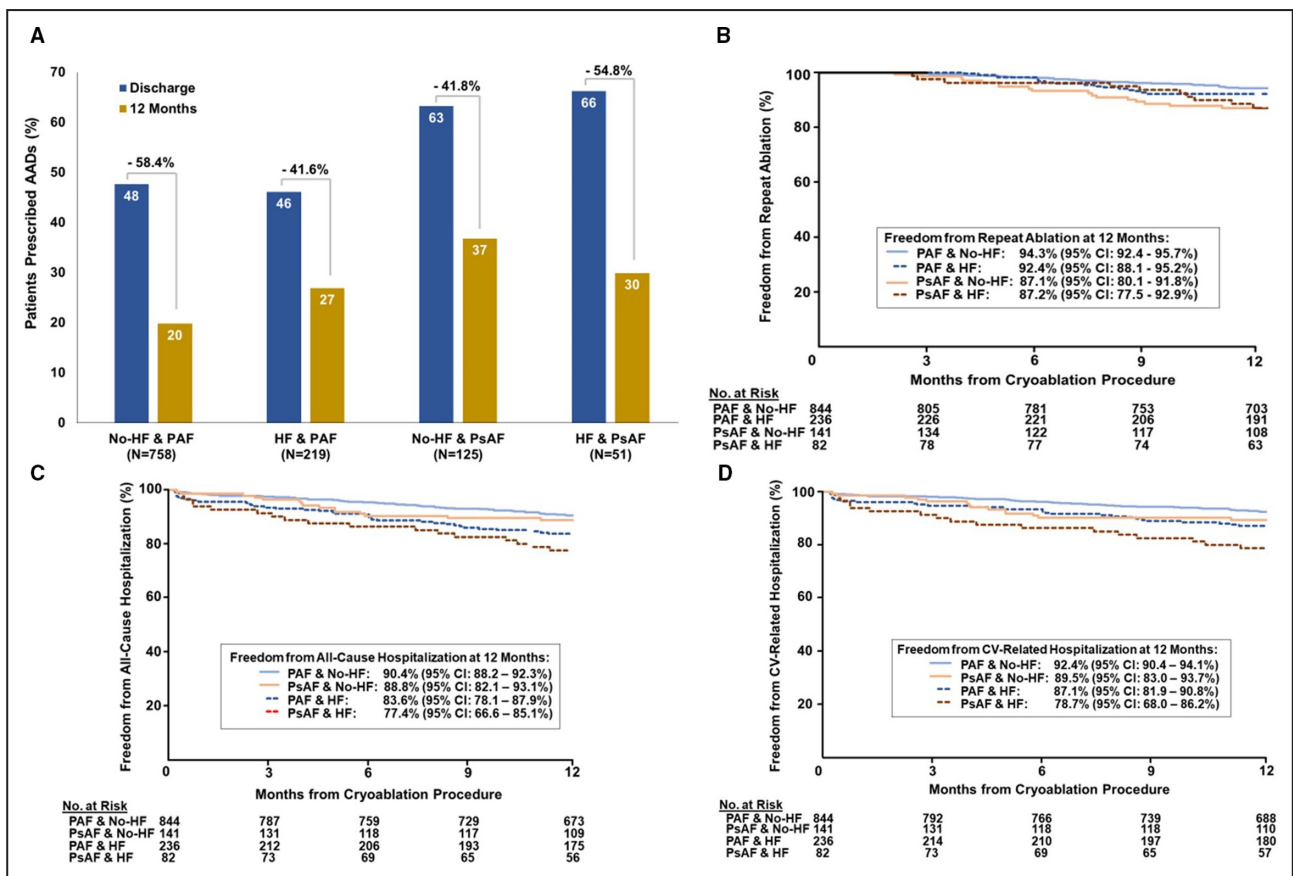 A
Patients Prescribed AADs (%)
70
60
50
40
30
20
10
0
Discharge
12 Months
- 58.4%
- 41.6%
- 41.8%
- 54.8%
48
20
46
27
63
37
66
30
No-HF & PAF
(N=758)
HF & PAF
(N=219)
No-HF & PsAF
(N=125)
HF & PsAF
(N=51)
B
Freedom from Repeat Ablation (%)
100
80
60
40
20
Freedom from Repeat Ablation at 12 Months:
PAF & No-HF: 94.3% (95% CI: 92.4 - 95.7%)
PAF & HF: 92.4% (95% CI: 88.1 - 95.2%)
PsAF & No-HF: 87.1% (95% CI: 80.1 - 91.8%)
PsAF & HF: 87.2% (95% CI: 77.5 - 92.9%)
0 3 6 9 12
Months from Cryoablation Procedure
No. at Risk
PAF & No-HF 844 805 781 753 703
PAF & HF 236 226 221 206 191
PsAF & No-HF 141 134 122 117 108
PsAF & HF 82 78 77 74 63
C
Freedom from All-Cause Hospitalization (%)
100
80
60
40
20
Freedom from All-Cause Hospitalization at 12 Months:
PAF & No-HF: 90.4% (95% CI: 88.2 – 92.3%)
PsAF & No-HF: 88.8% (95% CI: 82.1 – 93.1%)
PAF & HF: 83.6% (95% CI: 78.1 – 87.9%)
PsAF & HF: 77.4% (95% CI: 66.6 – 85.1%)
0 3 6 9 12
Months from Cryoablation Procedure
No. at Risk
PAF & No-HF 844 787 759 729 673
PsAF & No-HF 141 131 118 117 109
PAF & HF 236 212 206 193 175
PsAF & HF 82 73 69 65 56
D
Freedom from CV-Related Hospitalization (%)
100
80
60
40
20
Freedom from CV-Related Hospitalization at 12 Months:
PAF & No-HF: 92.4% (95% CI: 90.4 – 94.1%)
PsAF & No-HF: 89.5% (95% CI: 83.0 – 93.7%)
PAF & HF: 87.1% (95% CI: 81.9 – 90.8%)
PsAF & HF: 78.7% (95% CI: 68.0 – 86.2%)
0 3 6 9 12
Months from Cryoablation Procedure
No. at Risk
PAF & No-HF 844 792 766 739 688
PsAF & No-HF 141 131 118 118 110
PAF & HF 236 214 210 197 180
PsAF & HF 82 73 69 65 57